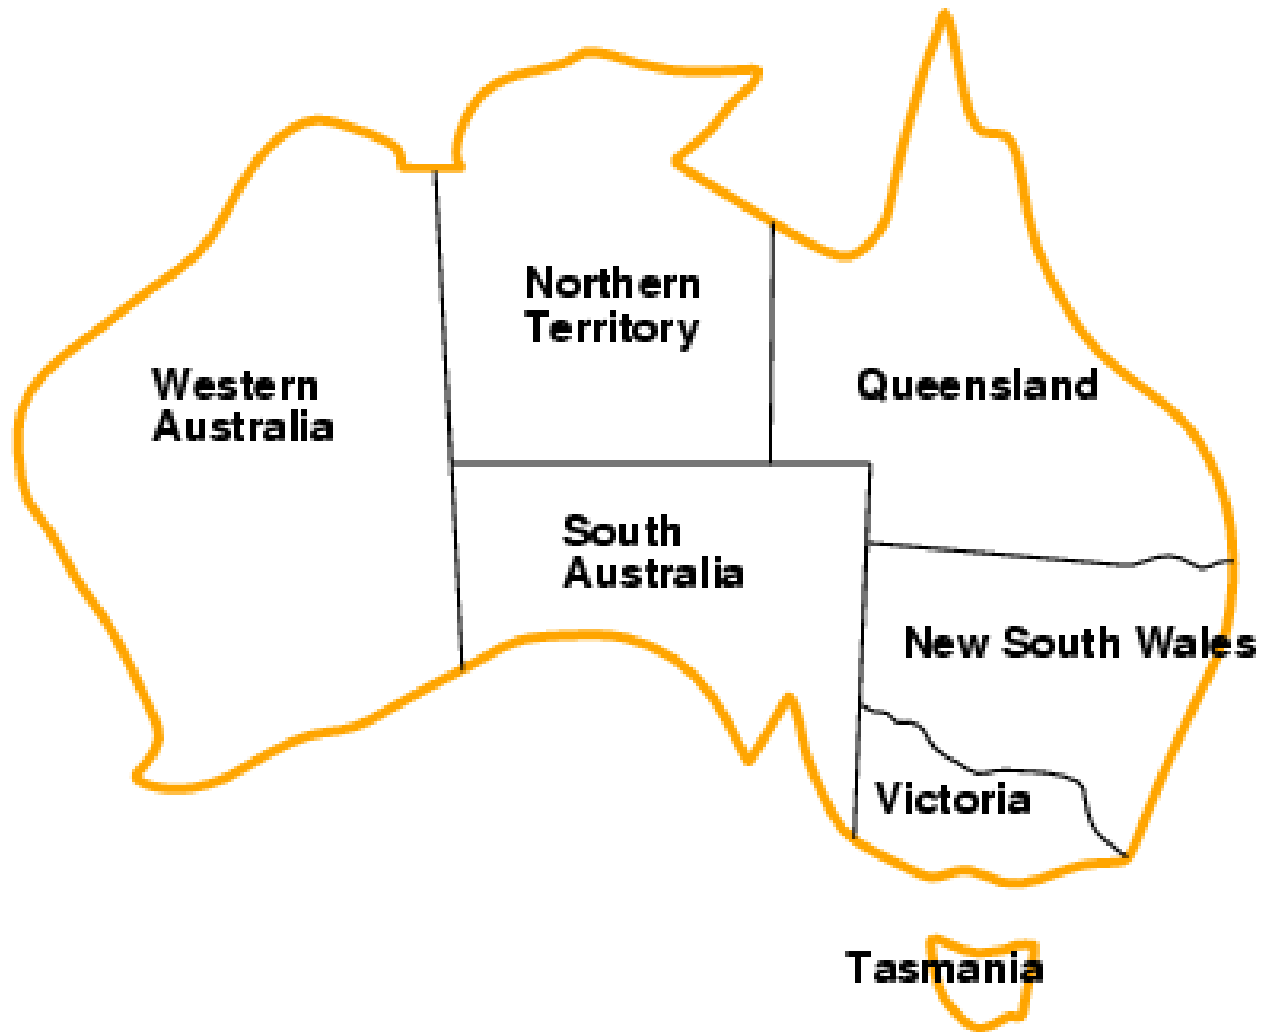 Northern
Territory
Western
Australia
Queensland
South
Australia
New South Wales
Victoria
Tasmania